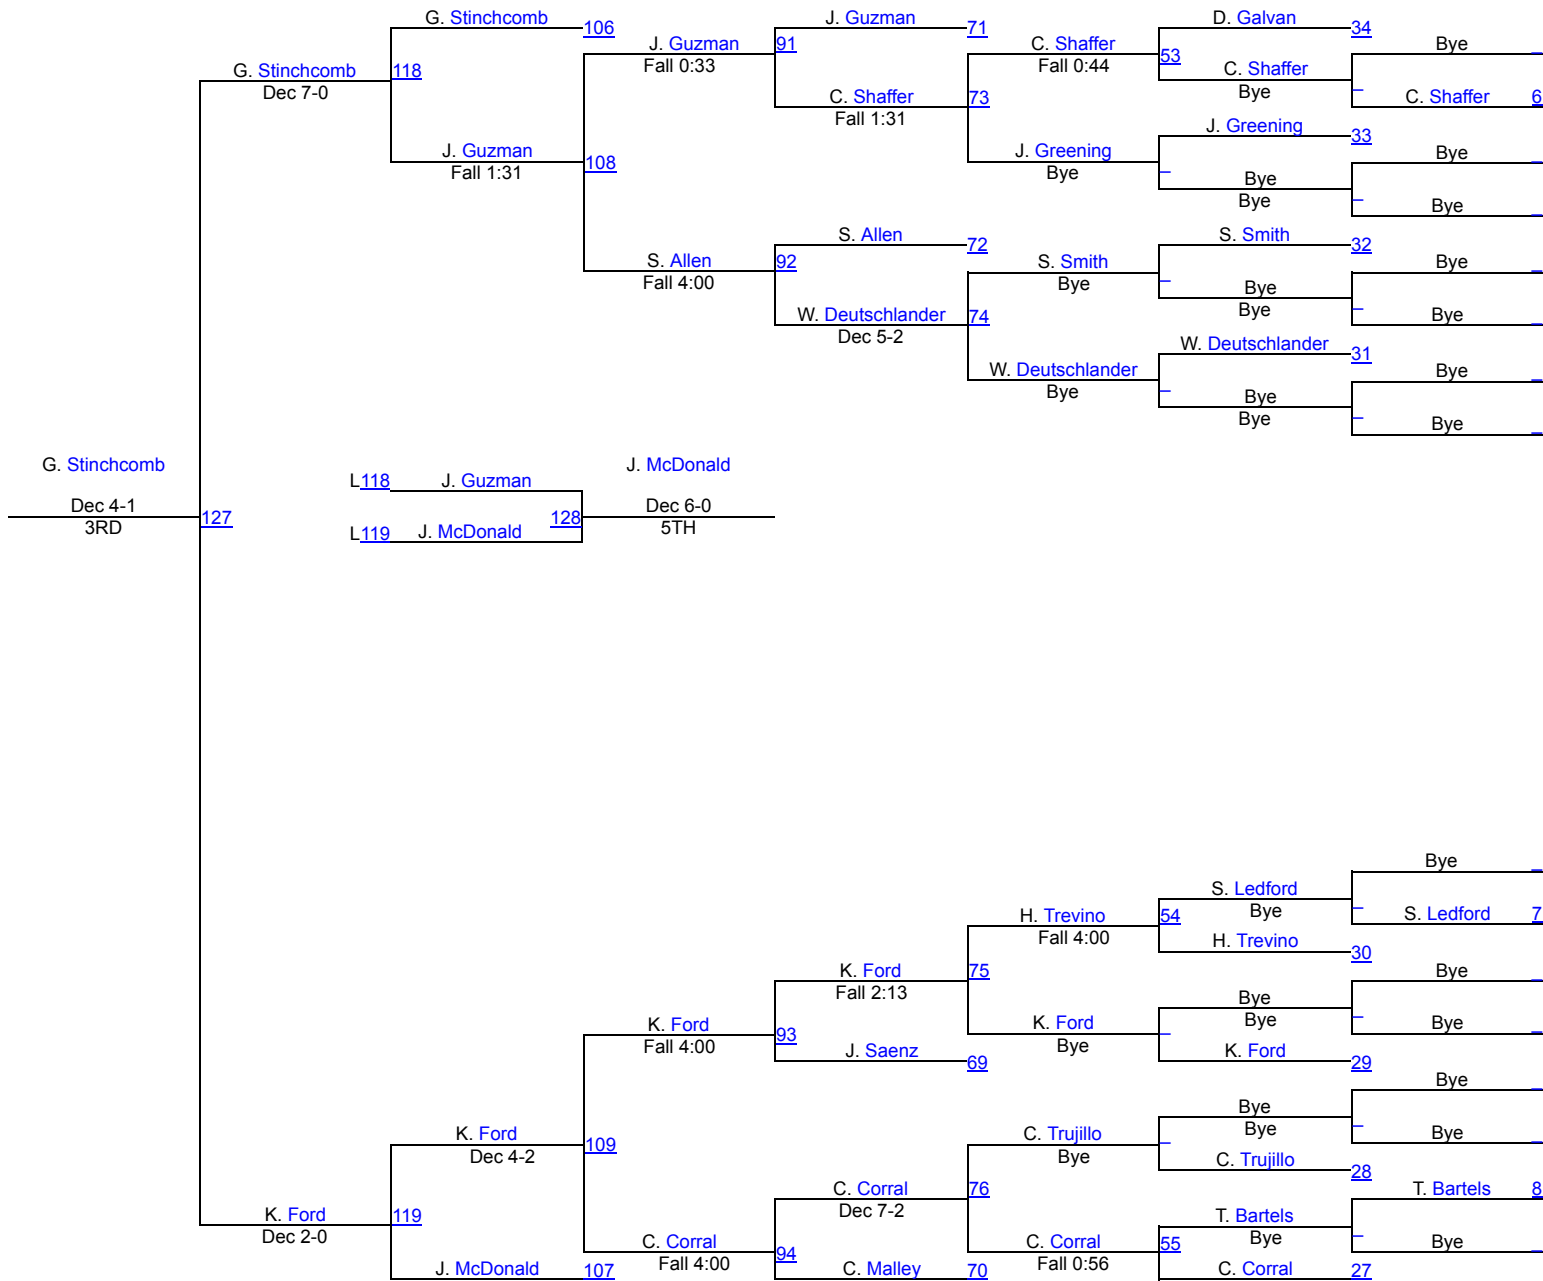 G. Stinchcomb 106
J. Guzman 71
D. Galvan 34
J. Guzman 91
Fall 0:33
C. Shaffer
Fall 0:44
53
Bye _
G. Stinchcomb 118
Dec 7-0
C. Shaffer
Bye
_
C. Shaffer 73
Fall 1:31
C. Shaffer 6
J. Greening 33
J. Guzman 108
Fall 1:31
J. Greening
Bye
_
Bye _
Bye
Bye
_
Bye _
S. Allen 72
S. Smith 32
S. Allen 92
Fall 4:00
S. Smith
Bye
_
Bye _
Bye
Bye
_
W. Deutschlander 74
Dec 5-2
Bye _
W. Deutschlander 31
W. Deutschlander
Bye
_
Bye _
Bye
Bye
_
Bye _
G. Stinchcomb
J. McDonald
L118 J. Guzman
Dec 4-1
3RD
127
128
Dec 6-0
5TH
L119 J. McDonald
Bye _
S. Ledford
Bye
_
H. Trevino 54
Fall 4:00
S. Ledford 7
H. Trevino 30
K. Ford 75
Fall 2:13
Bye _
Bye
Bye
_
K. Ford 93
Fall 4:00
K. Ford
Bye
_
Bye _
J. Saenz 69
K. Ford 29
Bye _
Bye
Bye
_
K. Ford 109
Dec 4-2
C. Trujillo
Bye
_
Bye _
C. Trujillo 28
C. Corral 76
Dec 7-2
T. Bartels 8
K. Ford 119
Dec 2-0
T. Bartels
Bye
C. Corral 94
Fall 4:00
C. Corral 55
Fall 0:56
Bye _
J. McDonald 107
C. Malley 70
C. Corral 27